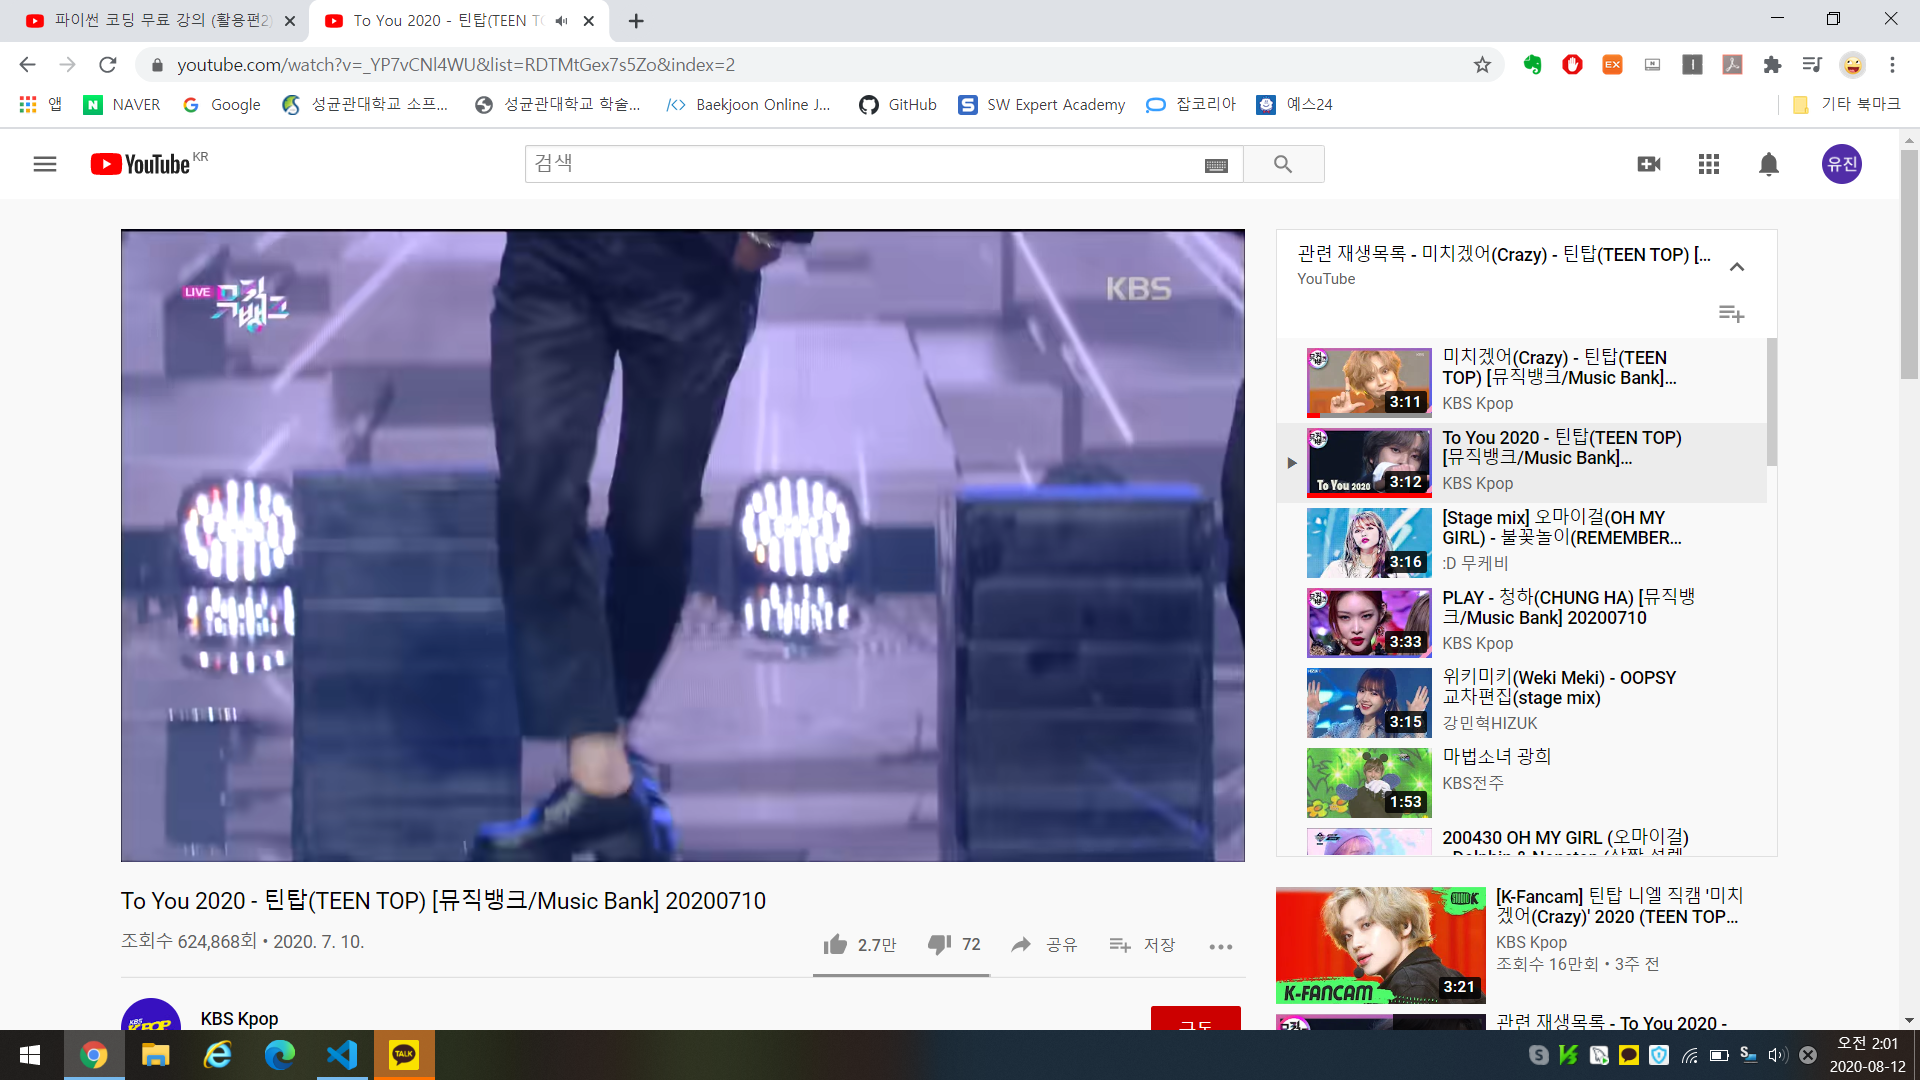 파이썬 코딩 무료 강의 (활용편2)
To You 2020 - 틴탑(TEEN TO
youtube.com/watch?v=_YP7vCNl4WU&list=RDTMtGex7s5Zo&index=2
앱
NAVER
Google
성균관대학교 소프...
성균관대학교 학술...
Baekjoon Online J...
GitHub
SW Expert Academy
잡코리아
예스24
기타 북마크
YouTube KR
검색
유진
LIVE
뮤직
뱅크
KBS
관련 재생목록 - 미치겠어(Crazy) - 틴탑(TEEN TOP) [...
YouTube
3:11
미치겠어(Crazy) - 틴탑(TEEN
TOP) [뮤직뱅크/Music Bank]...
KBS Kpop
To You 2020
3:12
To You 2020 - 틴탑(TEEN TOP)
[뮤직뱅크/Music Bank]...
KBS Kpop
3:16
[Stage mix] 오마이걸(OH MY
GIRL) - 불꽃놀이(REMEMBER...
:D 무케비
3:33
PLAY - 청하(CHUNG HA) [뮤직뱅
크/Music Bank] 20200710
KBS Kpop
3:15
위키미키(Weki Meki) - OOPSY
교차편집(stage mix)
강민혁HIZUK
1:53
마법소녀 광희
KBS전주
200430 OH MY GIRL (오마이걸)
To You 2020 - 틴탑(TEEN TOP) [뮤직뱅크/Music Bank] 20200710
조회수 624,868회 • 2020. 7. 10.
2.7만
72
공유
저장
KBS Kpop
구독
K-FANCAM
3:21
[K-Fancam] 틴탑 니엘 직캠 '미치
겠어(Crazy)' 2020 (TEEN TOP...
KBS Kpop
조회수 16만회 • 3주 전
관련 재생목록 - To You 2020 -
TALK
오전 2:01
2020-08-12